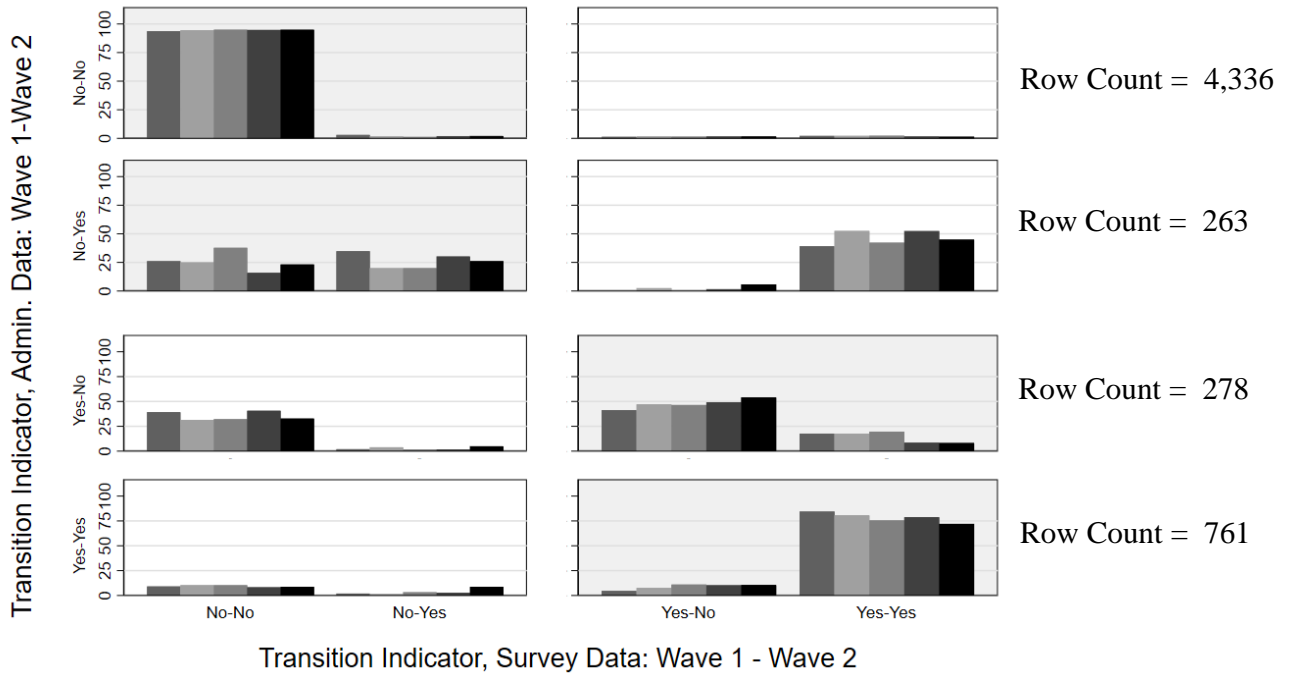 Transition Indicator, Admin. Data: Wave 1-Wave 2
No-No
100
75
50
25
0
Row Count = 4,336
No-Yes
100
75
50
25
0
Row Count = 263
Yes-No
100
75
50
25
0
Row Count = 278
Yes-Yes
100
75
50
25
0
Row Count = 761
No-No No-Yes Yes-No Yes-Yes
Transition Indicator, Survey Data: Wave 1 - Wave 2